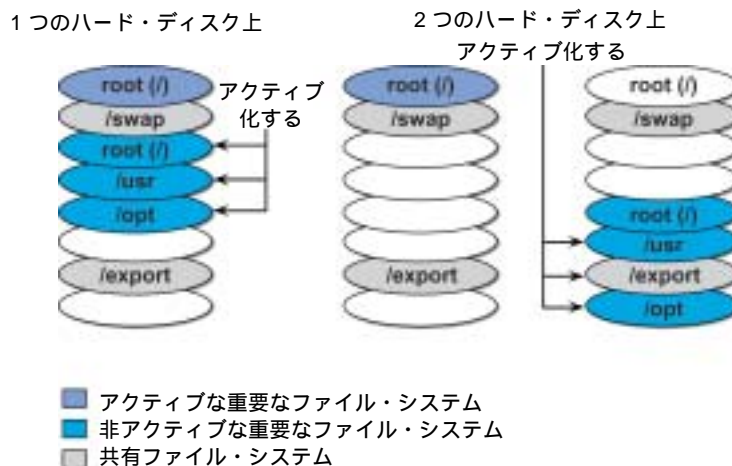 1 つのハード・ディスク上
root (/)
/swap
root (/)
/usr
/opt
/export
アクティブ
化する
2 つのハード・ディスク上
アクティブ化する
root (/)
/swap
/export
root (/)
/swap
root (/)
/usr
/export
/opt
アクティブな重要なファイル・システム
非アクティブな重要なファイル・システム
共有ファイル・システム